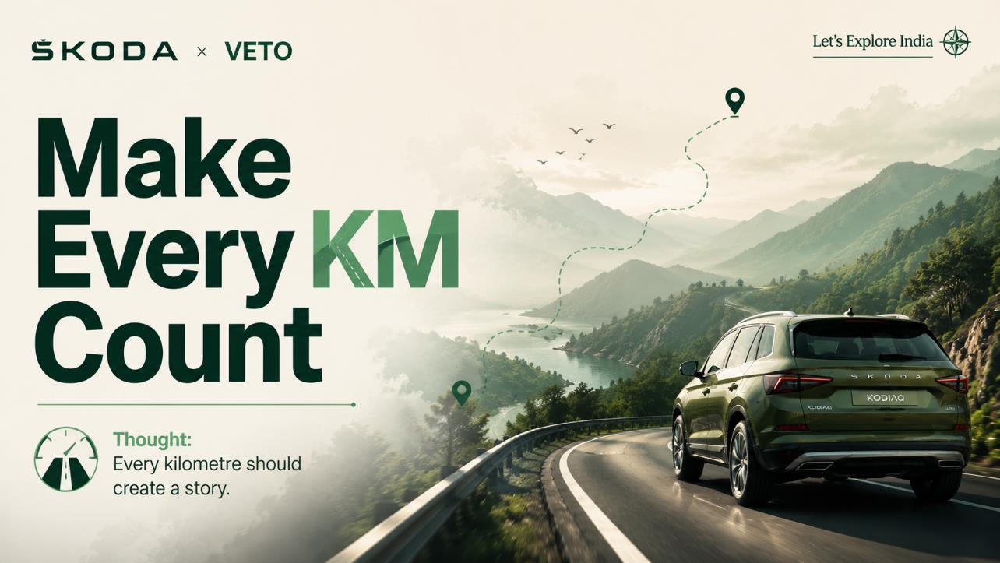 ŠKODA × VETO
Let's Explore India
Make
Every KM
Count
Thought:
Every kilometre should
create a story.
SKODA
KODIAQ
KODIAQ